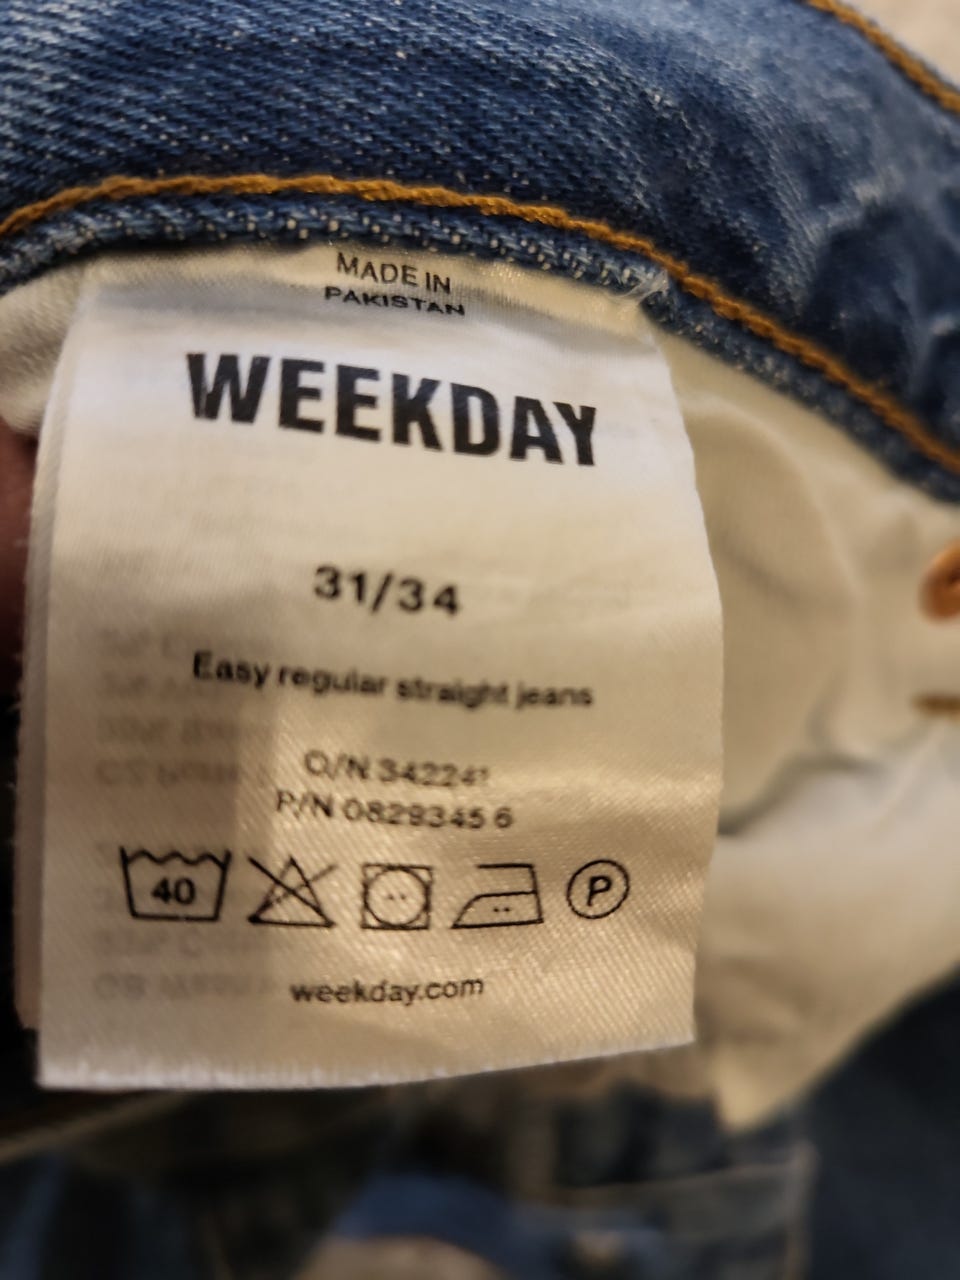 MADE IN
PAKISTAN
WEEKDAY
31/34
Easy regular straight jeans
O/N 342241
P/N 0829345 6
40
P
weekday.com